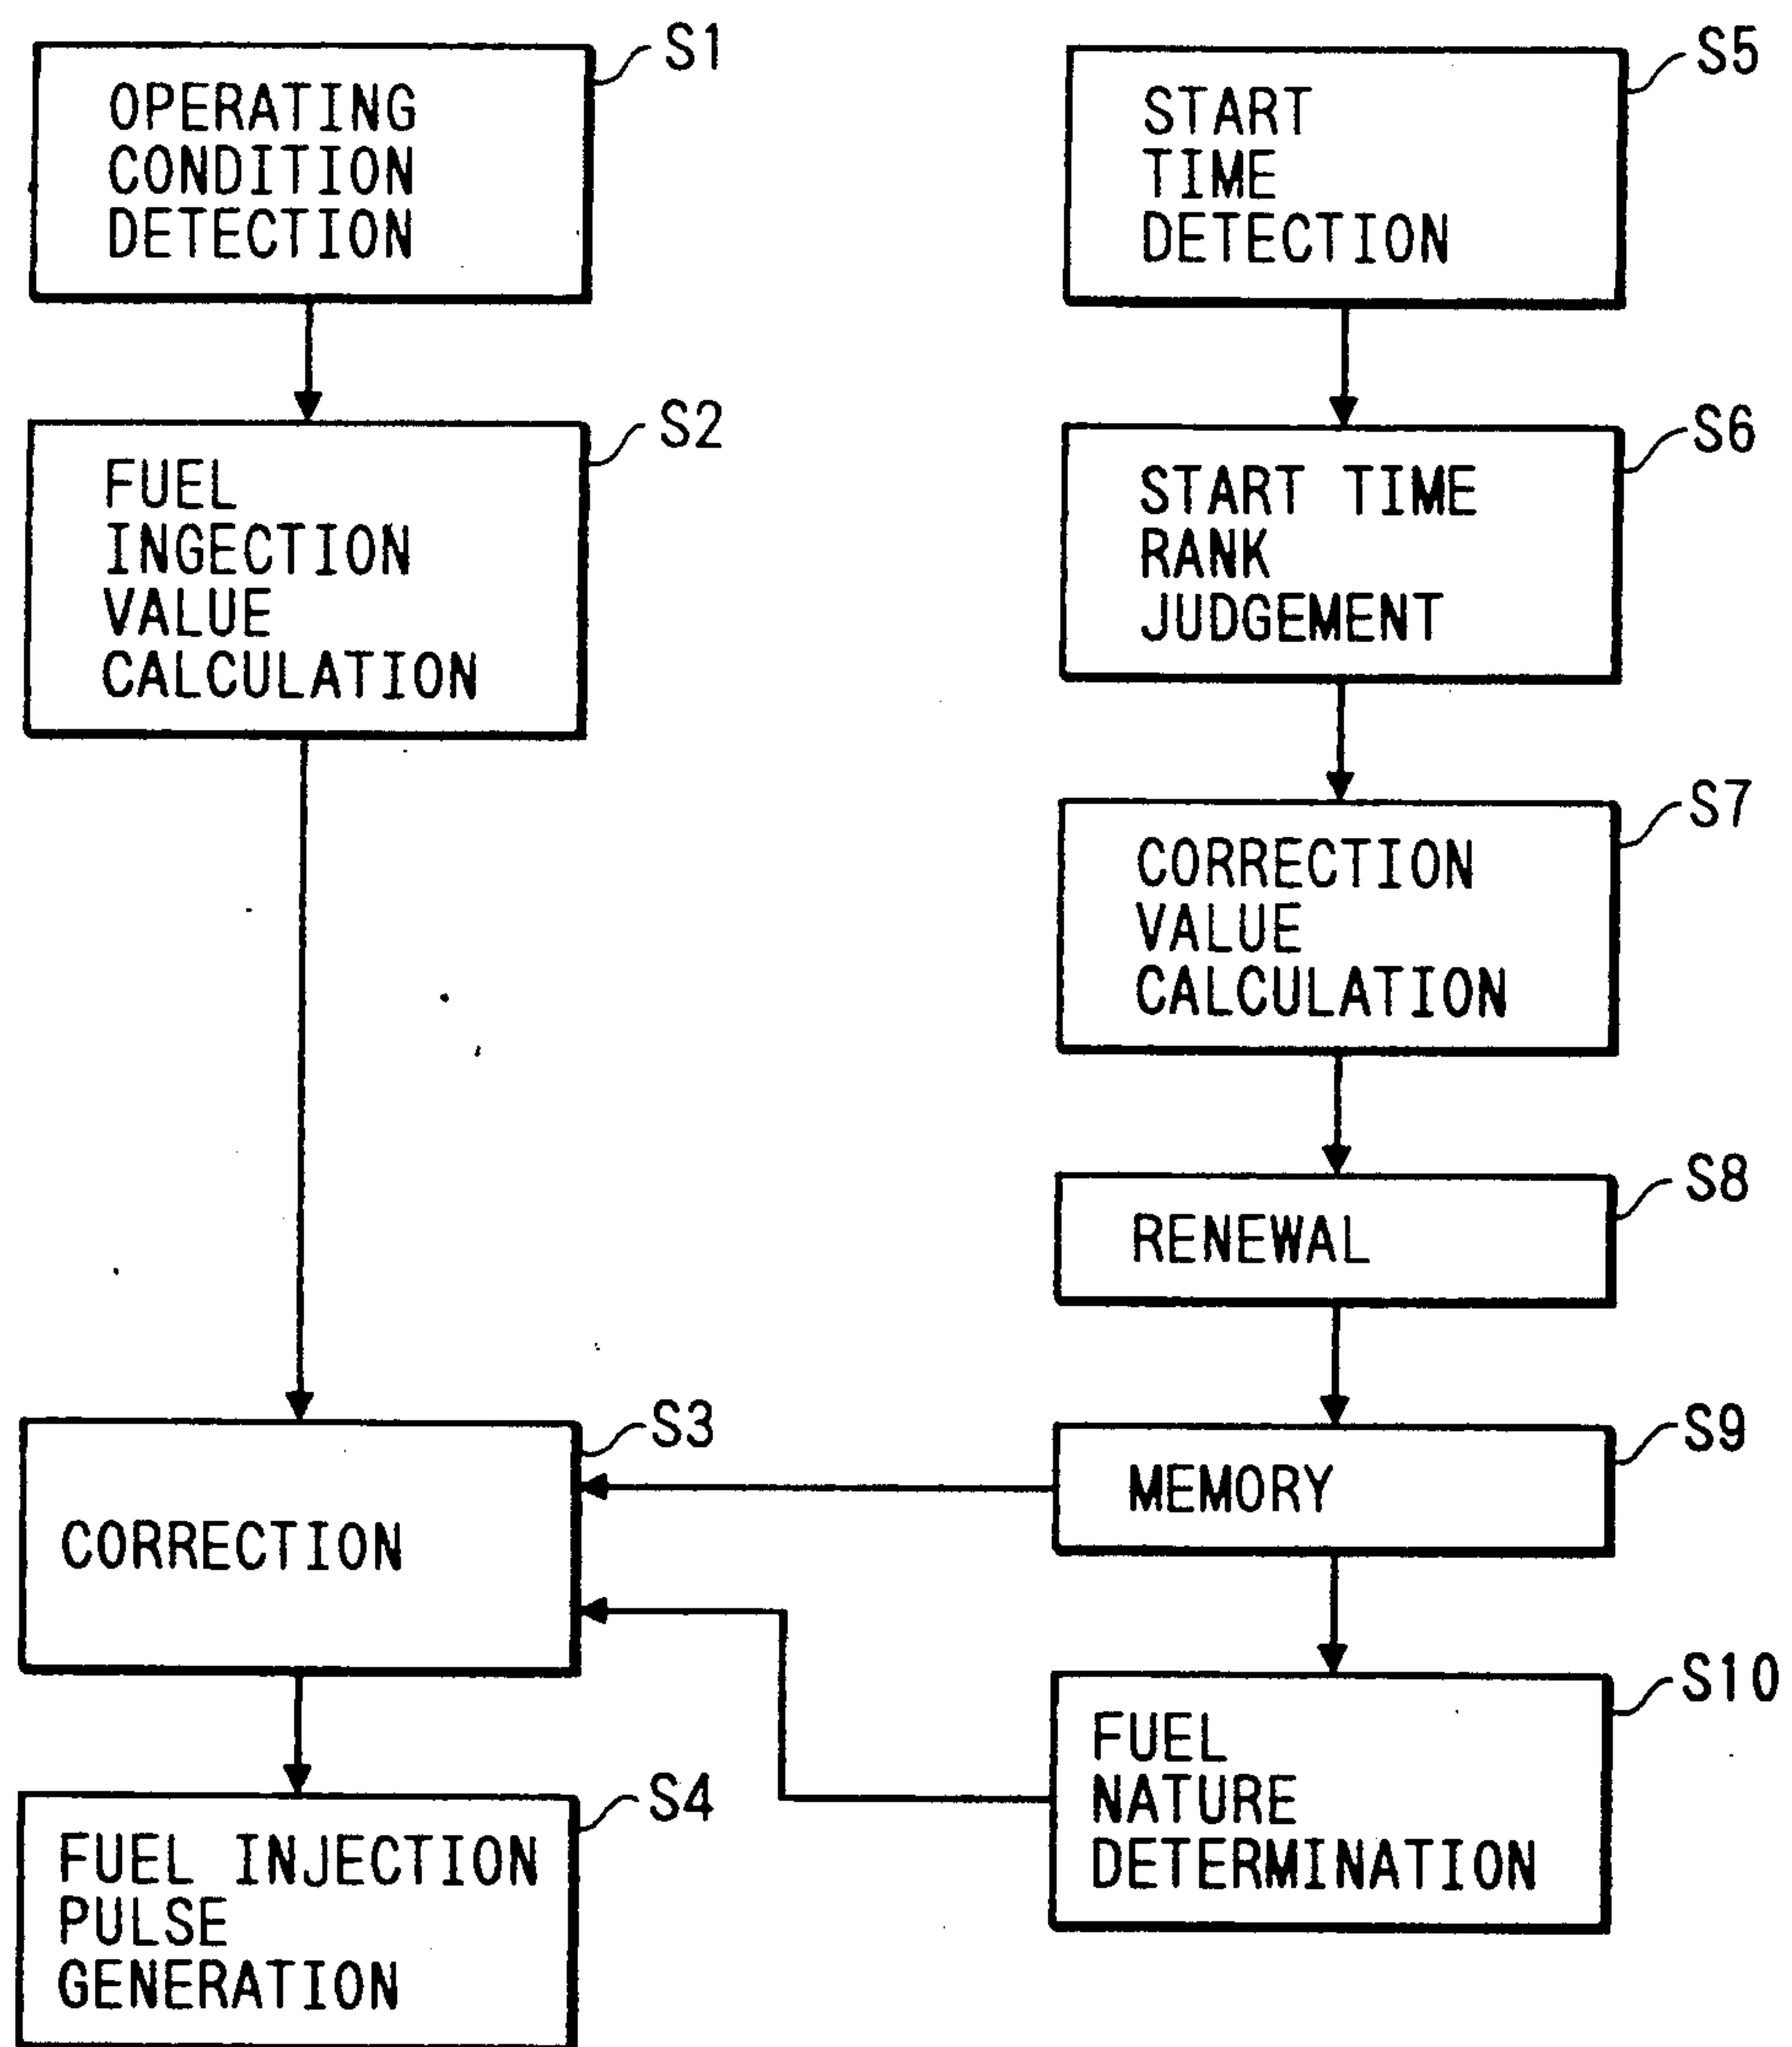 S1
OPERATING
CONDITION
DETECTION
S2
FUEL
INGECTION
VALUE
CALCULATION
S3
CORRECTION
S4
FUEL INJECTION
PULSE
GENERATION
S5
START
TIME
DETECTION
S6
START TIME
RANK
JUDGEMENT
S7
CORRECTION
VALUE
CALCULATION
S8
RENEWAL
S9
MEMORY
S10
FUEL
NATURE
DETERMINATION